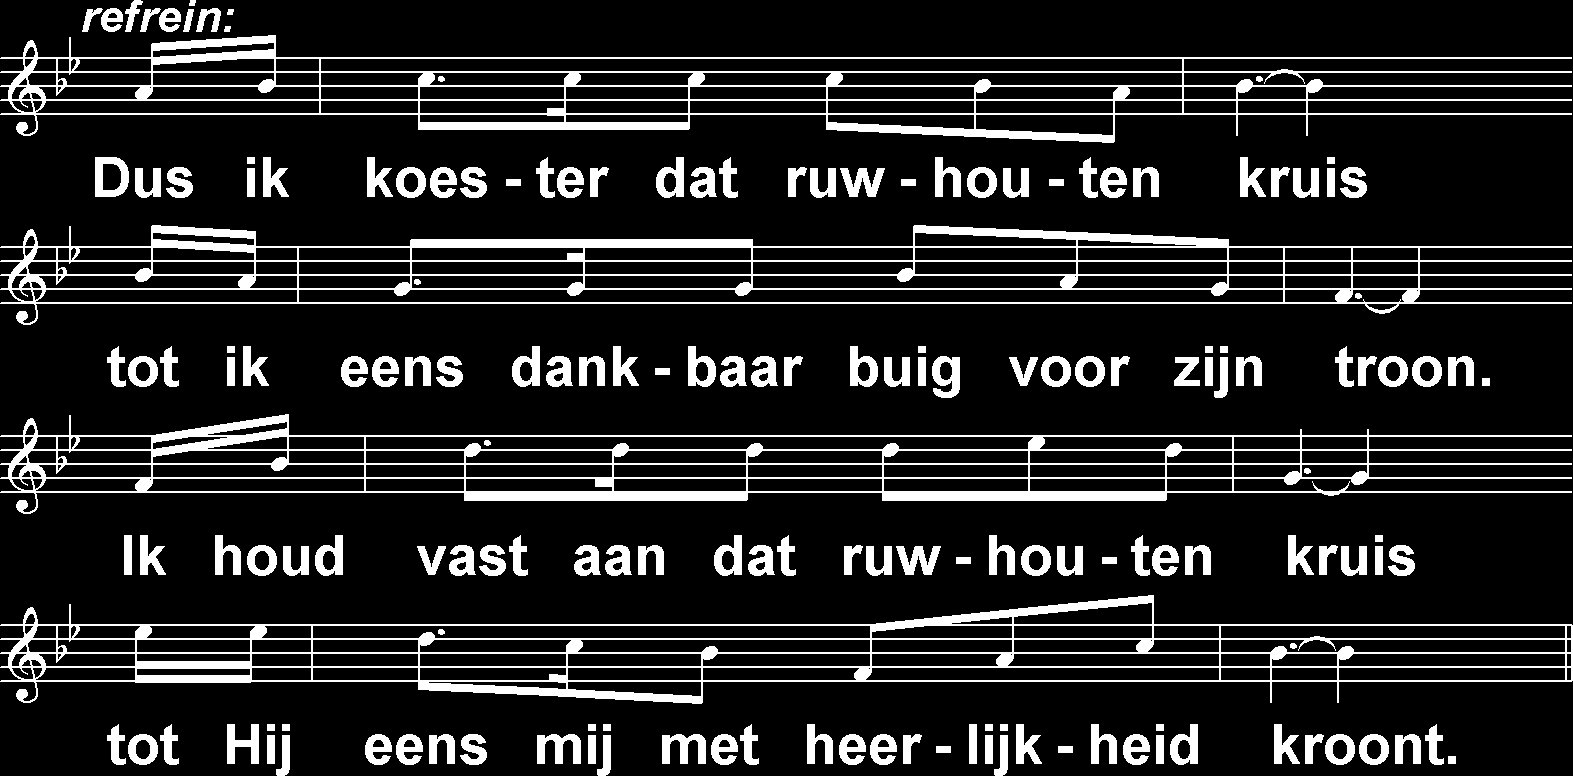 refrein:
Dus ik koes - ter dat ruw - hou - ten kruis
tot ik eens dank - baar buig voor zijn troon.
Ik houd vast aan dat ruw - hou - ten kruis
tot Hij eens mij met heer - lijk - heid kroont.